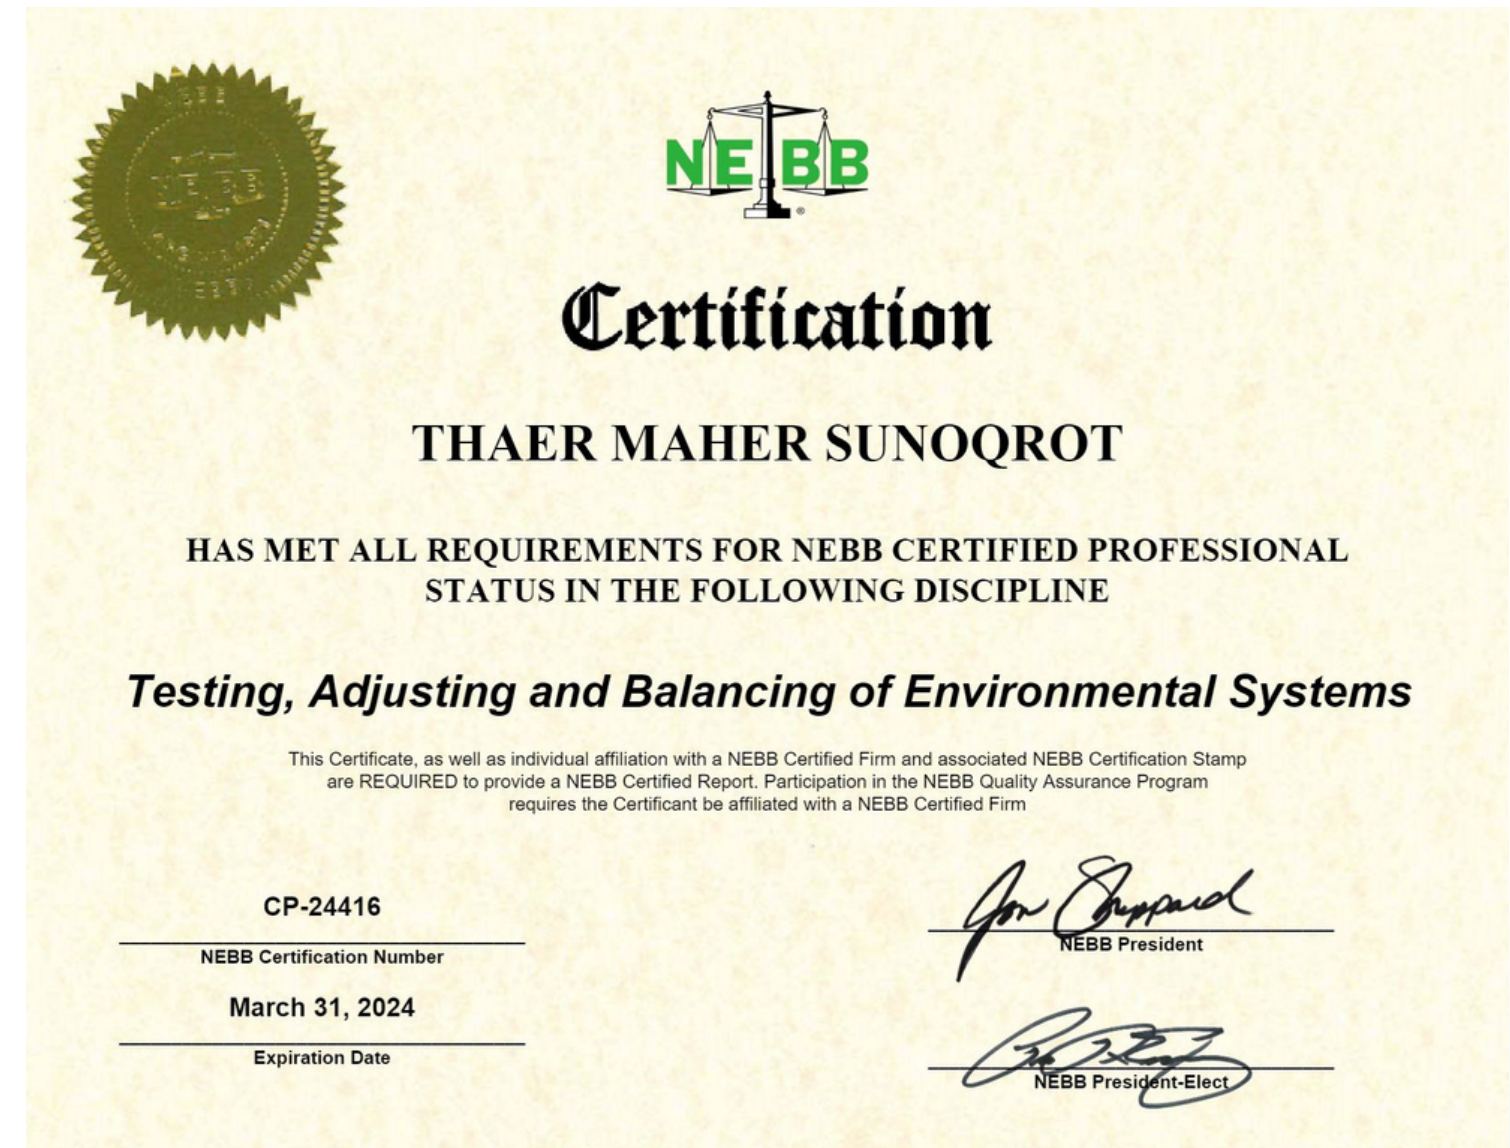 NEBB
®
Certification
THAER MAHER SUNOQROT
HAS MET ALL REQUIREMENTS FOR NEBB CERTIFIED PROFESSIONAL
STATUS IN THE FOLLOWING DISCIPLINE
Testing, Adjusting and Balancing of Environmental Systems
This Certificate, as well as individual affiliation with a NEBB Certified Firm and associated NEBB Certification Stamp
are REQUIRED to provide a NEBB Certified Report. Participation in the NEBB Quality Assurance Program
requires the Certificant be affiliated with a NEBB Certified Firm
CP-24416
NEBB Certification Number
March 31, 2024
Expiration Date
Jon Sheppard
NEBB President
NEBB President-Elect